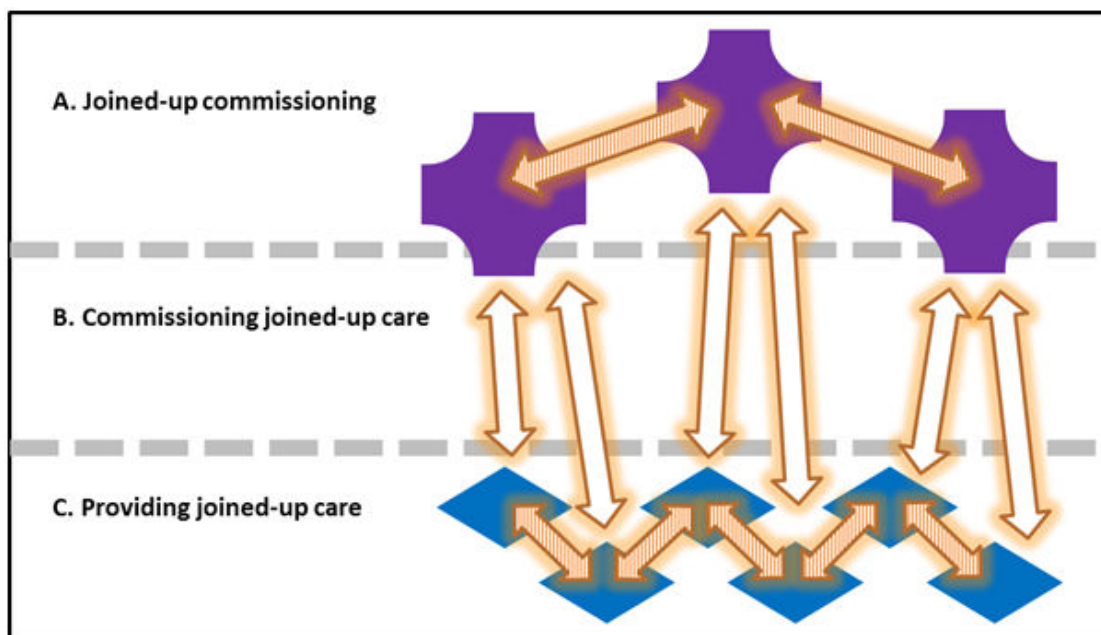 A. Joined-up commissioning
B. Commissioning joined-up care
C. Providing joined-up care